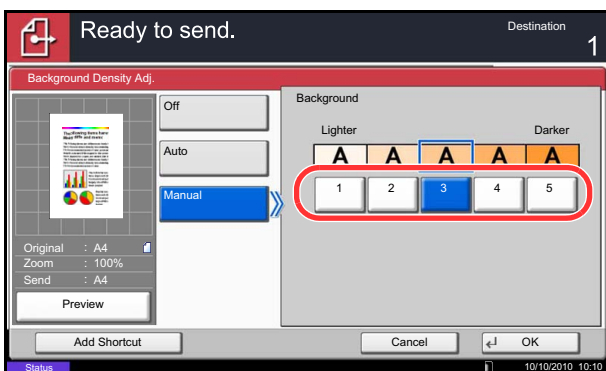 Ready to send.
Destination
1
Background Density Adj.
Off
Auto
Manual
Background
Lighter
Darker
A A A A A
1 2 3 4 5
Original : A4
Zoom : 100%
Send : A4
Preview
Add Shortcut
Cancel
OK
Status
10/10/2010 10:10